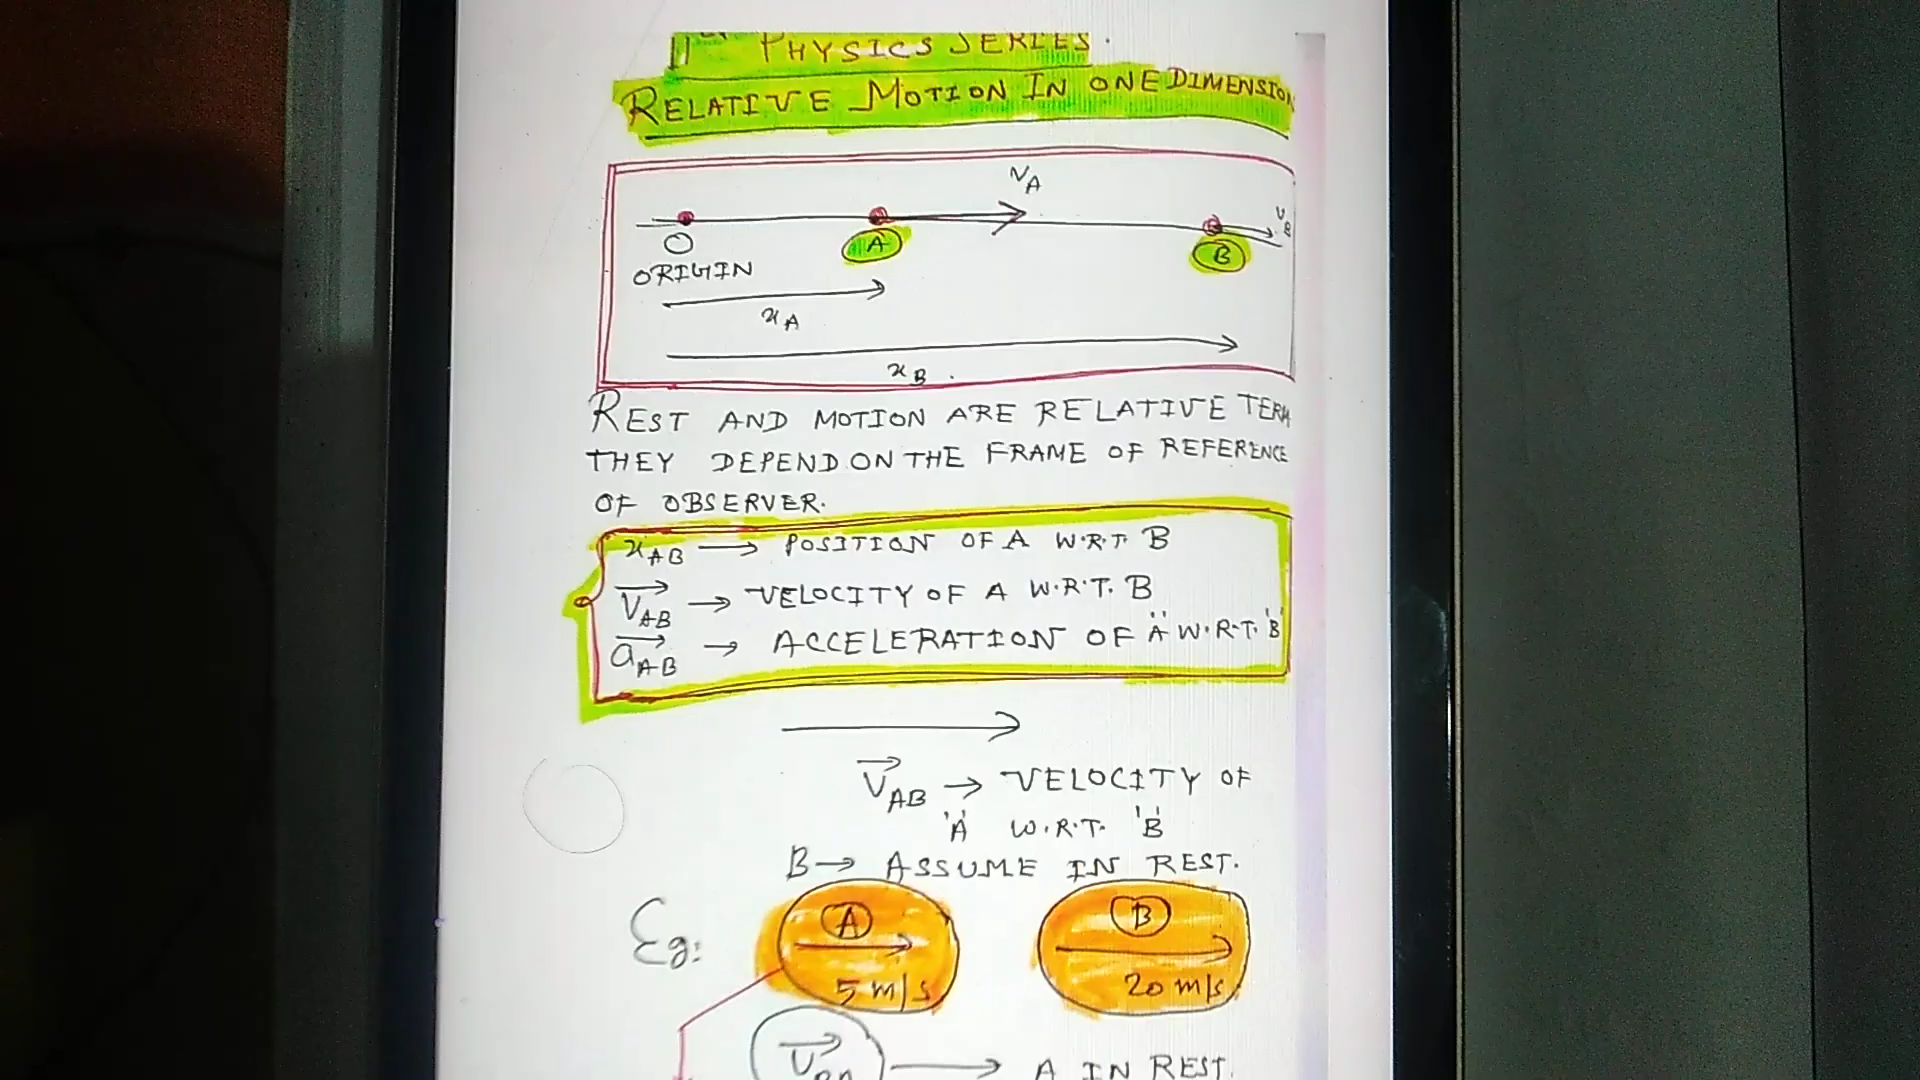 11th PHYSICS SERIES.
RELATIVE MOTION IN ONE DIMENSION
VA
VB
O
A
B
ORIGIN
xA
xB
REST AND MOTION ARE RELATIVE TERM
THEY DEPEND ON THE FRAME OF REFERENCE
OF OBSERVER.
xAB → POSITION OF A W.R.T B
VAB → VELOCITY OF A W.R.T. B
aAB → ACCELERATION OF "A" W.R.T. 'B'
VAB → VELOCITY OF
'A' W.R.T. 'B'
B → ASSUME IN REST.
Eg:
A
B
5 m/s
20 m/s
→ A IN REST.